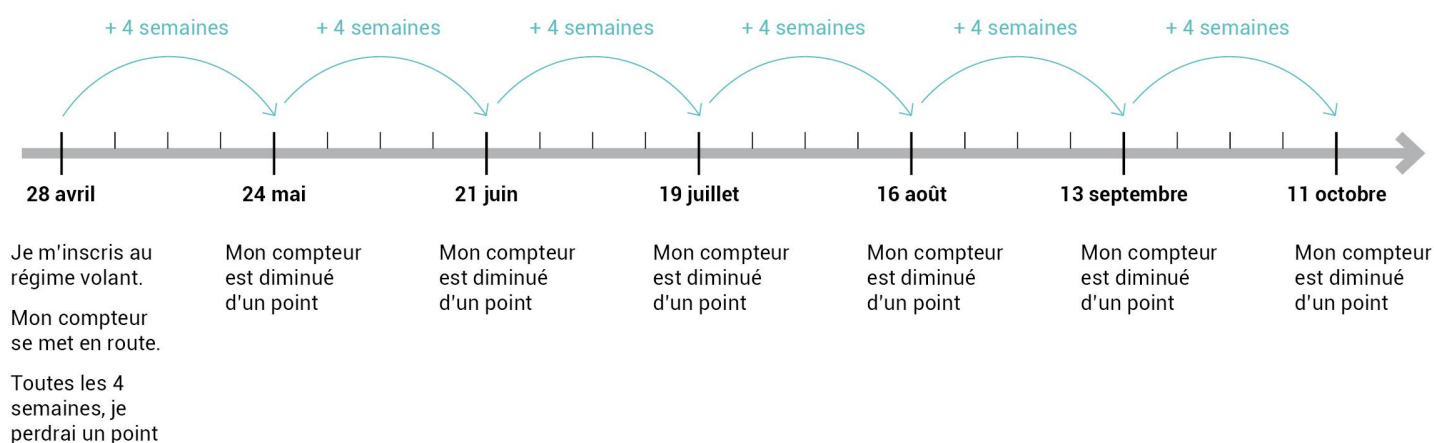 + 4 semaines
+ 4 semaines
+ 4 semaines
+ 4 semaines
+ 4 semaines
+ 4 semaines
28 avril
24 mai
21 juin
19 juillet
16 août
13 septembre
11 octobre
Je m'inscris au
régime volant.
Mon compteur
se met en route.
Toutes les 4
semaines, je
perdrai un point
Mon compteur
est diminué
d'un point
Mon compteur
est diminué
d'un point
Mon compteur
est diminué
d'un point
Mon compteur
est diminué
d'un point
Mon compteur
est diminué
d'un point
Mon compteur
est diminué
d'un point